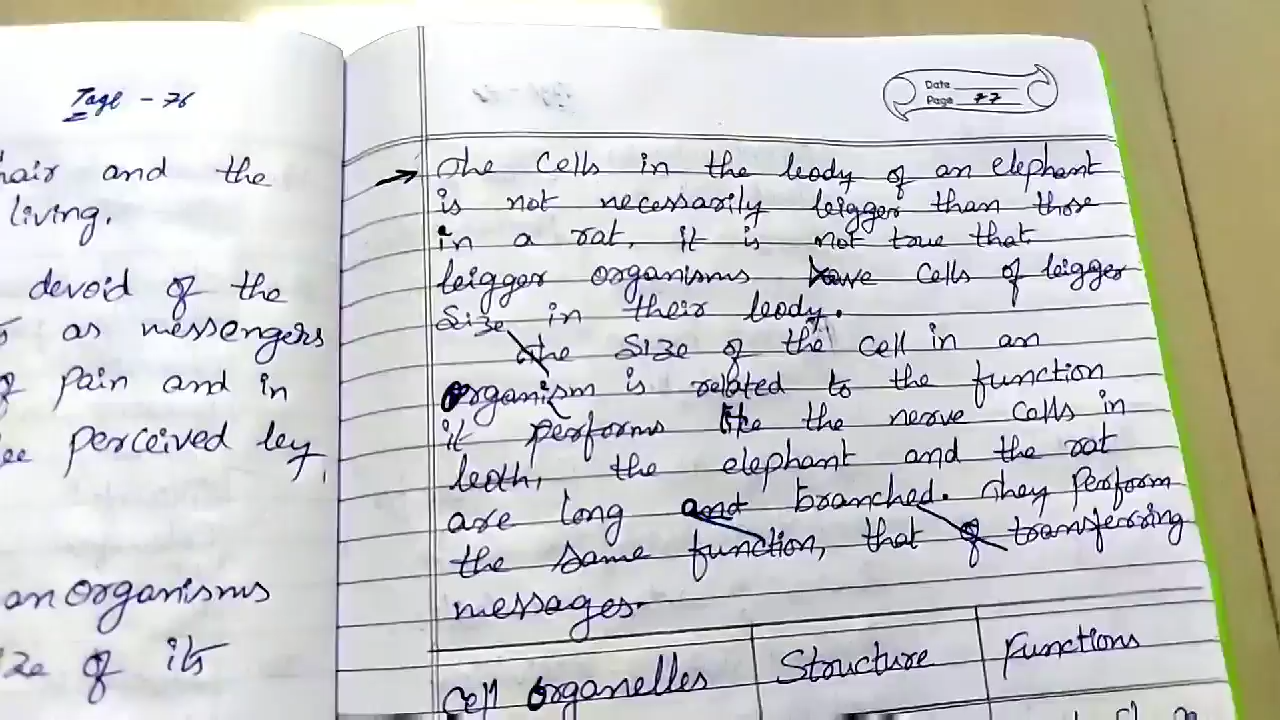 Page - 76
hair and the
living.
devoid of the
as messengers
of pain and in
perceived by,
an organisms
of its
Date
Page 77
→ The cells in the body of an elephant
is not necessarily bigger than those
in a rat, it is not true that
bigger organisms have cells of bigger
size in their body.
The size of the cell in an
organism is related to the function
it performs like the nerve cells in
both, the elephant and the rat
are long and branched. They perform
the same function, that of transferring
messages.
Cell organelles Structure Functions